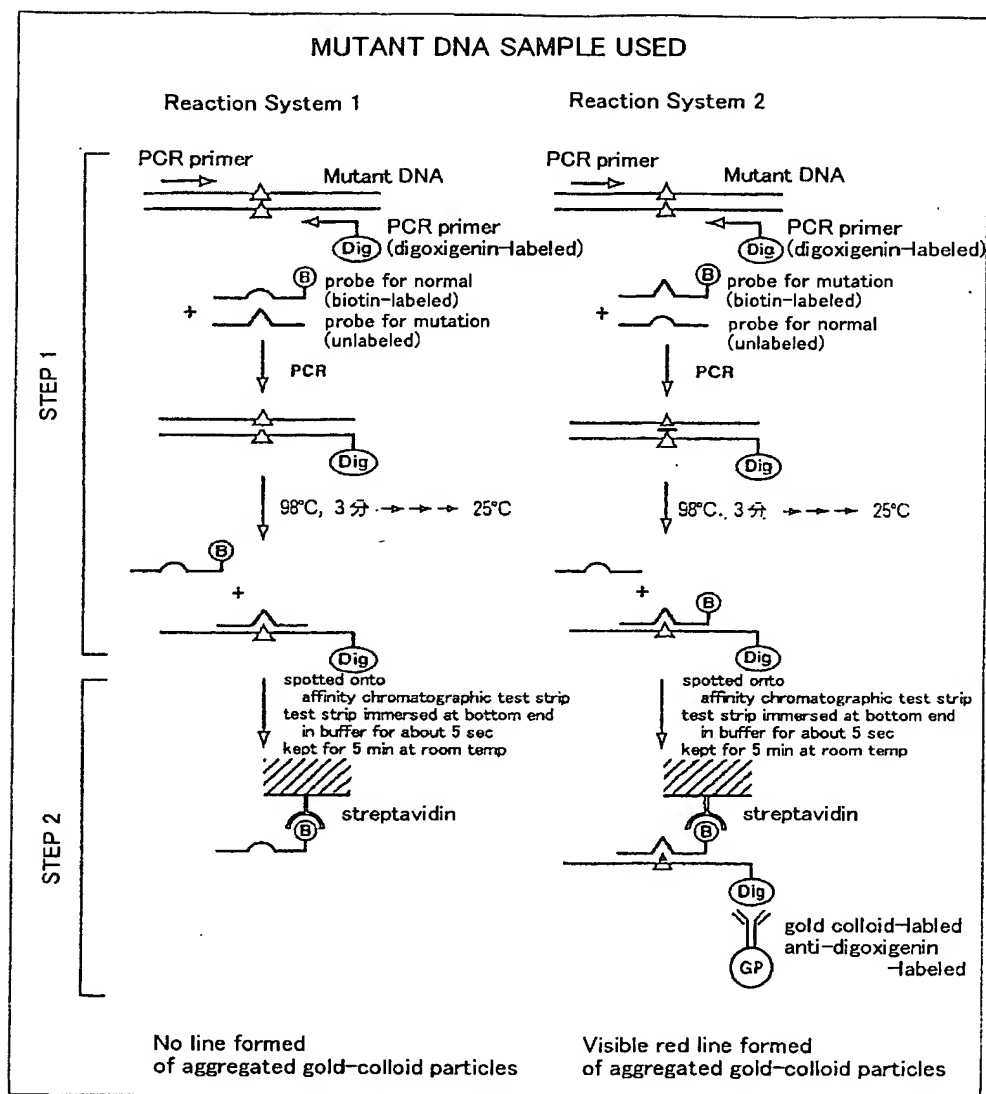 MUTANT DNA SAMPLE USED
Reaction System 1
PCR primer
Mutant DNA
PCR primer
(digoxigenin-labeled)
Dig
B
probe for normal
(biotin-labeled)
+
probe for mutation
(unlabeled)
PCR
Dig
98°C, 3分 25°C
B
+
Dig
Reaction System 2
PCR primer
Mutant DNA
PCR primer
(digoxigenin-labeled)
Dig
B
probe for mutation
(biotin-labeled)
+
probe for normal
(unlabeled)
PCR
Dig
98°C. 3分 25°C
+
B
Dig
STEP 1
spotted onto
affinity chromatographic test strip
test strip immersed at bottom end
in buffer for about 5 sec
kept for 5 min at room temp
streptavidin
B
spotted onto
affinity chromatographic test strip
test strip immersed at bottom end
in buffer for about 5 sec
kept for 5 min at room temp
streptavidin
B
Dig
gold colloid-labled
anti-digoxigenin
-labeled
GP
STEP 2
No line formed
of aggregated gold-colloid particles
Visible red line formed
of aggregated gold-colloid particles